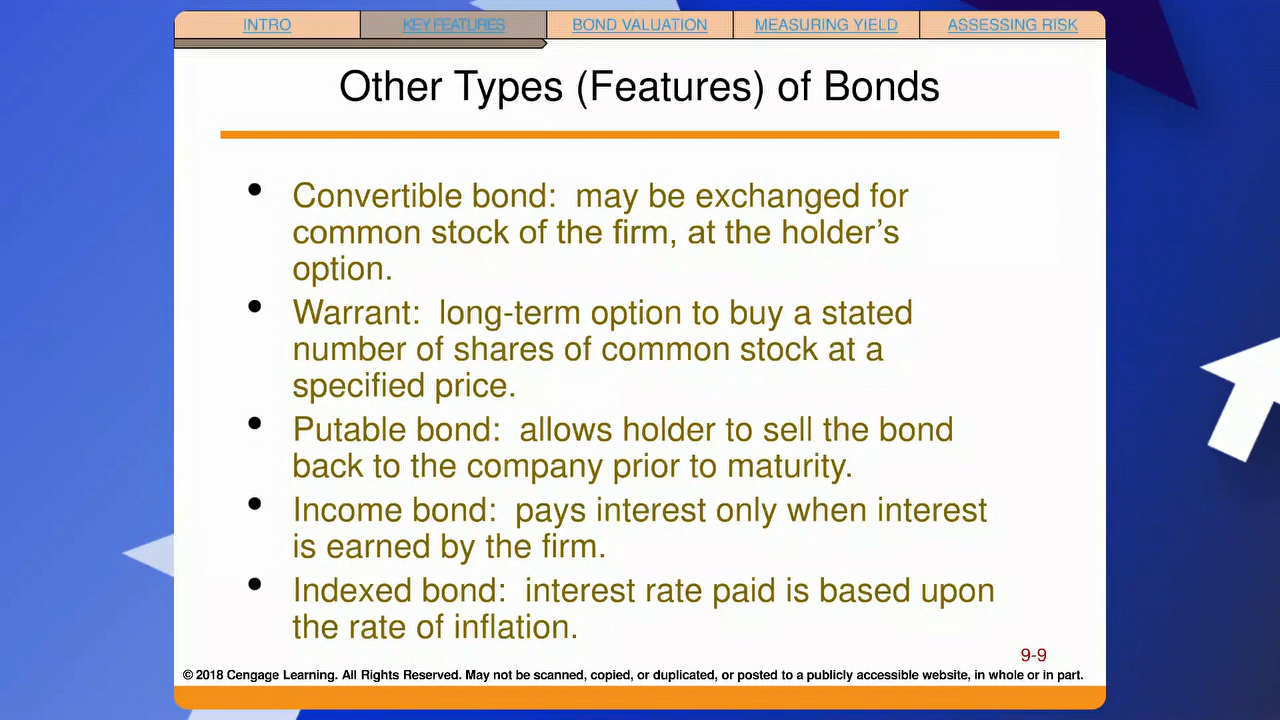 INTRO
KEY FEATURES
BOND VALUATION
MEASURING YIELD
ASSESSING RISK
Other Types (Features) of Bonds
• Convertible bond:  may be exchanged for
common stock of the firm, at the holder’s
option.
• Warrant:  long-term option to buy a stated
number of shares of common stock at a
specified price.
• Putable bond:  allows holder to sell the bond
back to the company prior to maturity.
• Income bond:  pays interest only when interest
is earned by the firm.
• Indexed bond:  interest rate paid is based upon
the rate of inflation.
9-9
© 2018 Cengage Learning. All Rights Reserved. May not be scanned, copied, or duplicated, or posted to a publicly accessible website, in whole or in part.